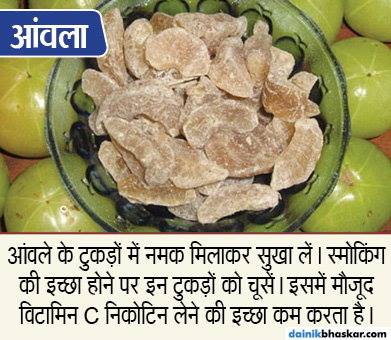 आंवला
आंवले के टुकड़ों में नमक मिलाकर सुखा लें। स्मोकिंग
की इच्छा होने पर इन टुकड़ों को चूसें। इसमें मौजूद
विटामिन C निकोटिन लेने की इच्छा कम करता है।
dainikbhaskar.com